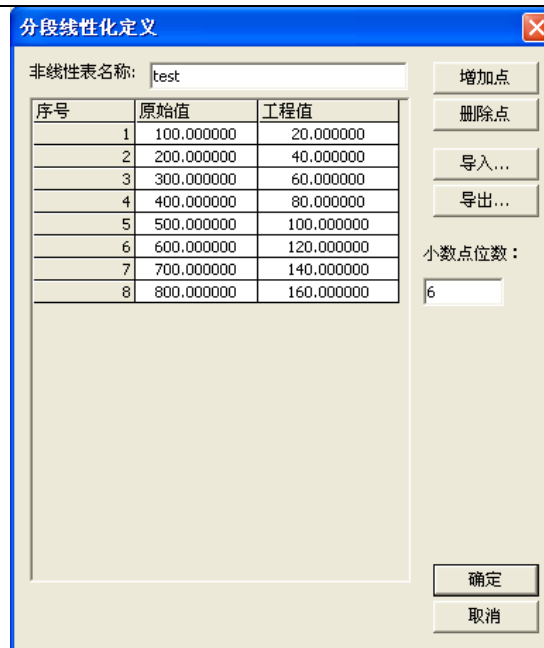 分段线性化定义
非线性表名称: test
增加点
删除点
导入...
导出...
小数点位数：
6
序号 原始值 工程值
1 100.000000 20.000000
2 200.000000 40.000000
3 300.000000 60.000000
4 400.000000 80.000000
5 500.000000 100.000000
6 600.000000 120.000000
7 700.000000 140.000000
8 800.000000 160.000000
确定
取消